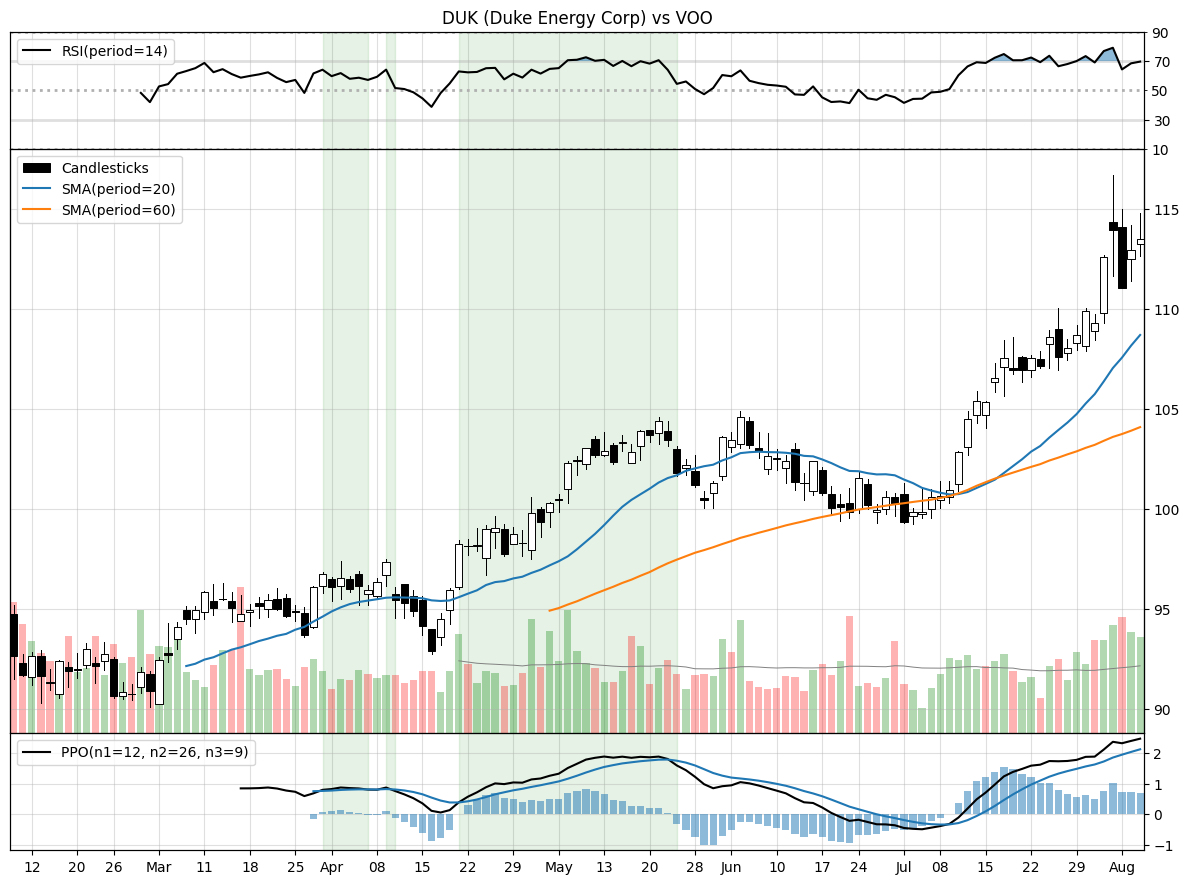 DUK (Duke Energy Corp) vs VOO
RSI(period=14)
90
70
50
30
10
Candlesticks
SMA(period=20)
SMA(period=60)
115
110
105
100
95
90
PPO(n1=12, n2=26, n3=9)
2
1
0
−1
12 20 26 Mar 11 18 25 Apr 08 15 22 29 May 13 20 28 Jun 10 17 24 Jul 08 15 22 29 Aug